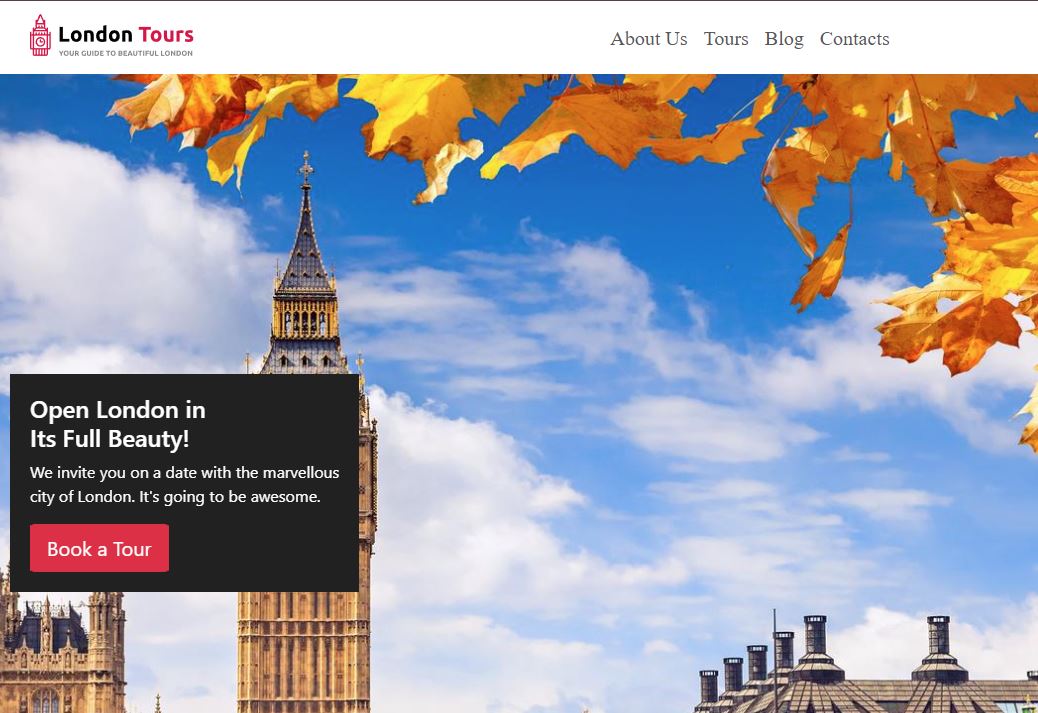 London Tours
YOUR GUIDE TO BEAUTIFUL LONDON
About Us Tours Blog Contacts
Open London in
Its Full Beauty!
We invite you on a date with the marvellous
city of London. It's going to be awesome.
Book a Tour